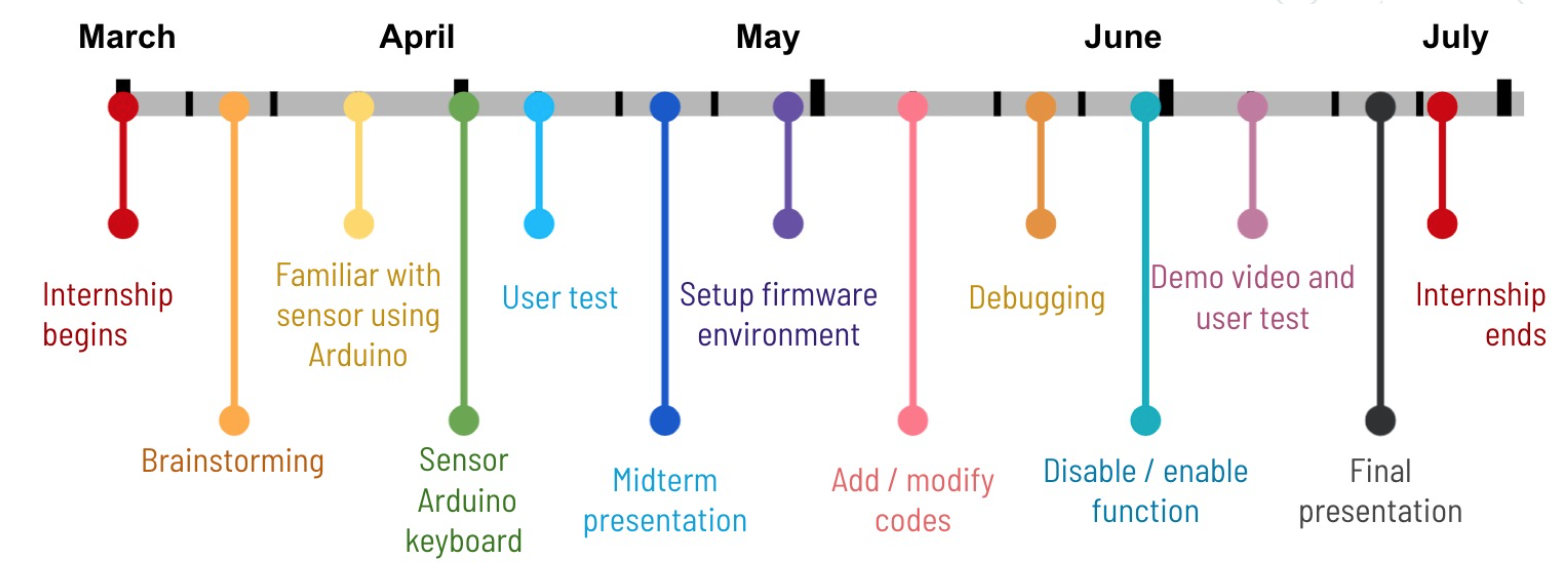 March
April
May
June
July
Internship
begins
Brainstorming
Familiar with
sensor using
Arduino
Sensor
Arduino
keyboard
User test
Midterm
presentation
Setup firmware
environment
Add / modify
codes
Debugging
Disable / enable
function
Demo video and
user test
Final
presentation
Internship
ends